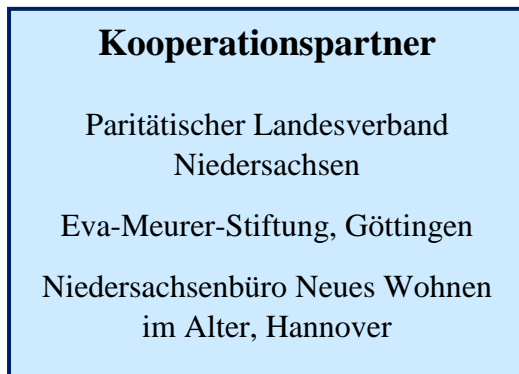 Kooperationspartner
Paritätischer Landesverband
Niedersachsen
Eva-Meurer-Stiftung, Göttingen
Niedersachsenbüro Neues Wohnen
im Alter, Hannover